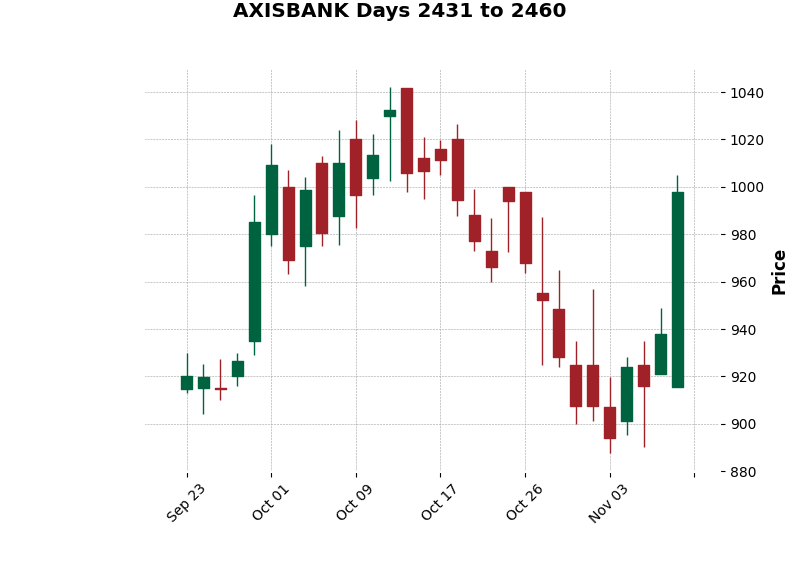 AXISBANK Days 2431 to 2460
1040
1020
1000
980
960
940
920
900
880
Price
Sep 23
Oct 01
Oct 09
Oct 17
Oct 26
Nov 03